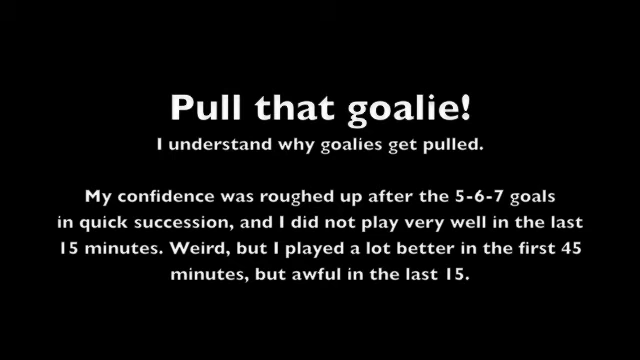 Pull that goalie!
I understand why goalies get pulled.
My confidence was roughed up after the 5-6-7 goals
in quick succession, and I did not play very well in the last
15 minutes. Weird, but I played a lot better in the first 45
minutes, but awful in the last 15.